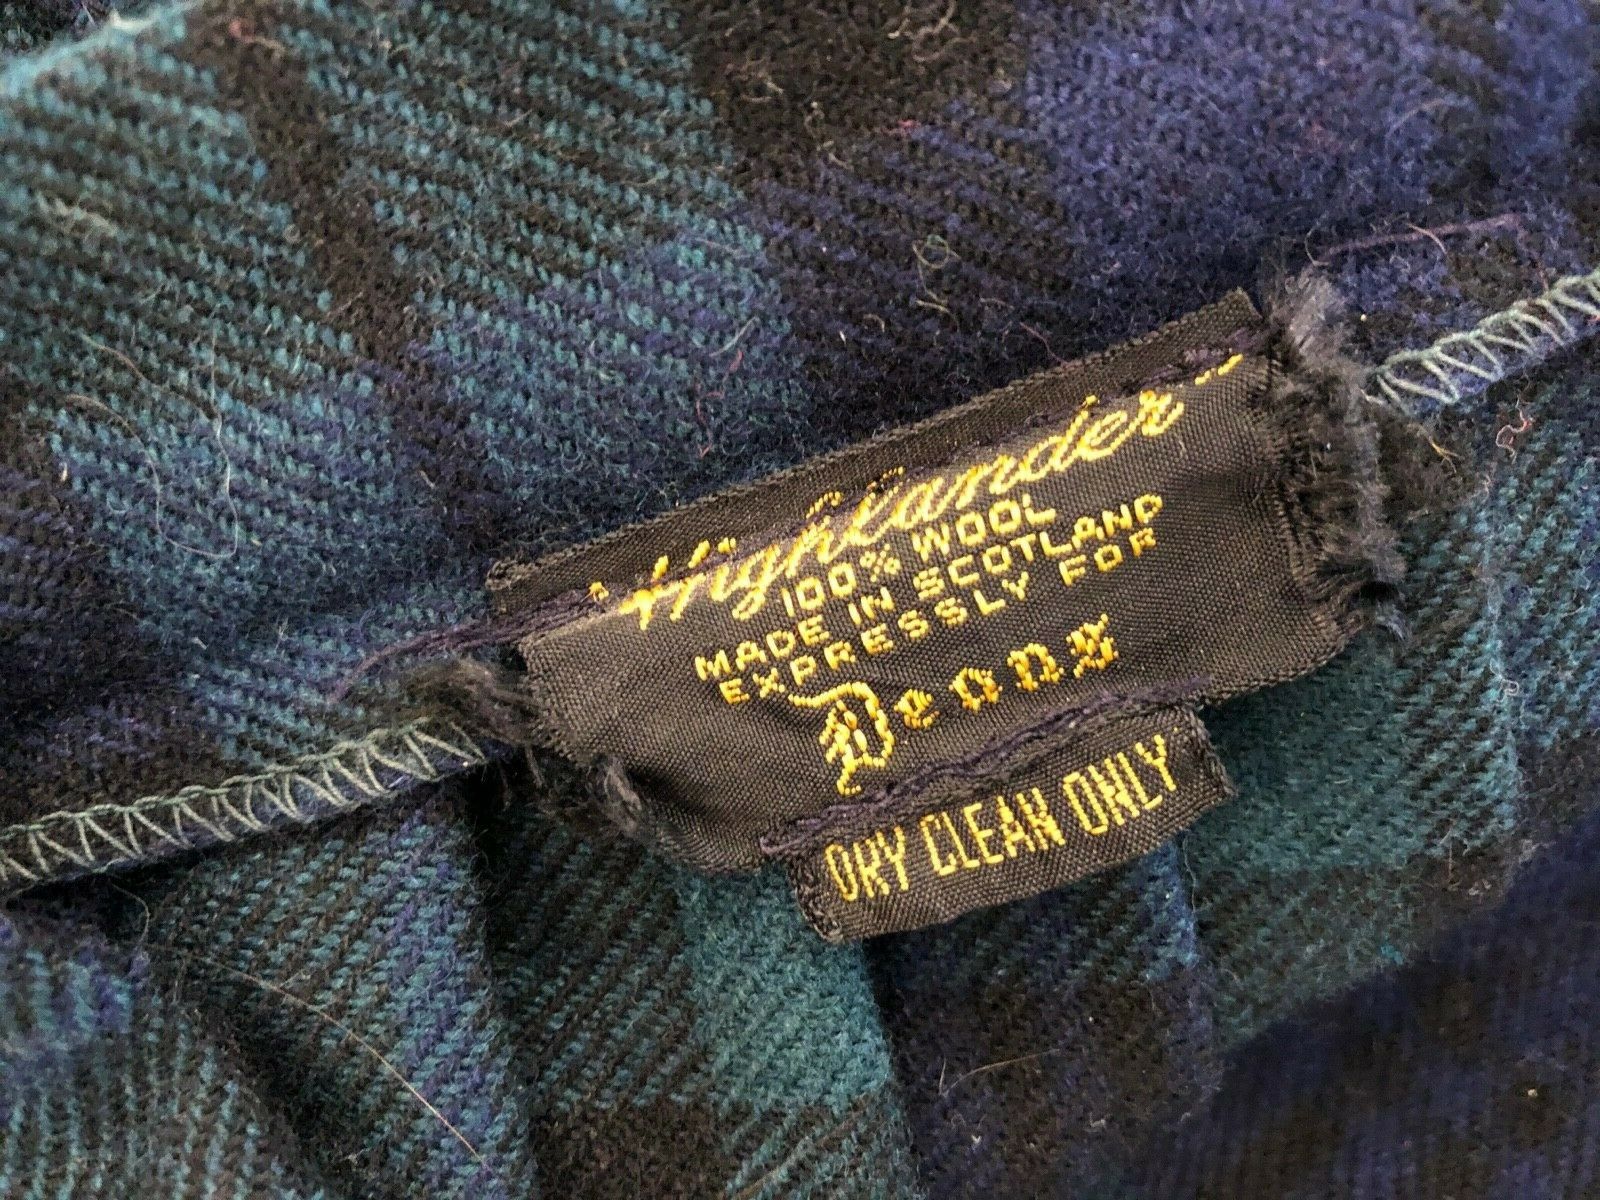 "Highlander"
100% WOOL
MADE IN SCOTLAND
EXPRESSLY FOR
Deans
DRY CLEAN ONLY